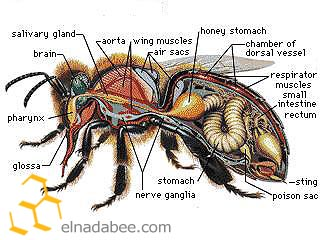 salivary gland
aorta
wing muscles
honey stomach
brain
air sacs
chamber of
dorsal vessel
respirator
muscles
small
intestine
rectum
pharynx
glossa
stomach
nerve ganglia
sting
poison sac
elnadabee.com